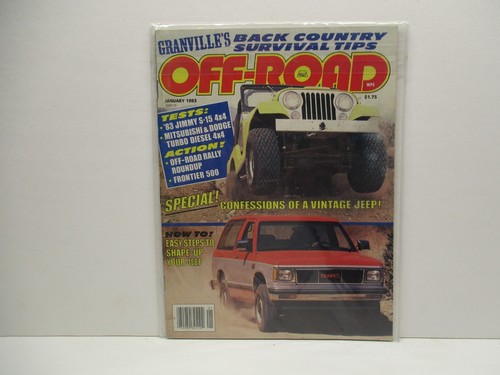 GRANVILLE'S
BACK COUNTRY
SURVIVAL TIPS
OFF-ROAD
JANUARY 1983
$1.75
TESTS:
• '83 JIMMY S-15 4x4
• MITSUBISHI & DODGE
TURBO DIESEL 4x4
ACTION!
• OFF-ROAD RALLY
ROUNDUP
• FRONTIER 500
SPECIAL! CONFESSIONS OF A VINTAGE JEEP!
HOW TO:
EASY STEPS TO
SHAPE-UP
YOUR JEEP